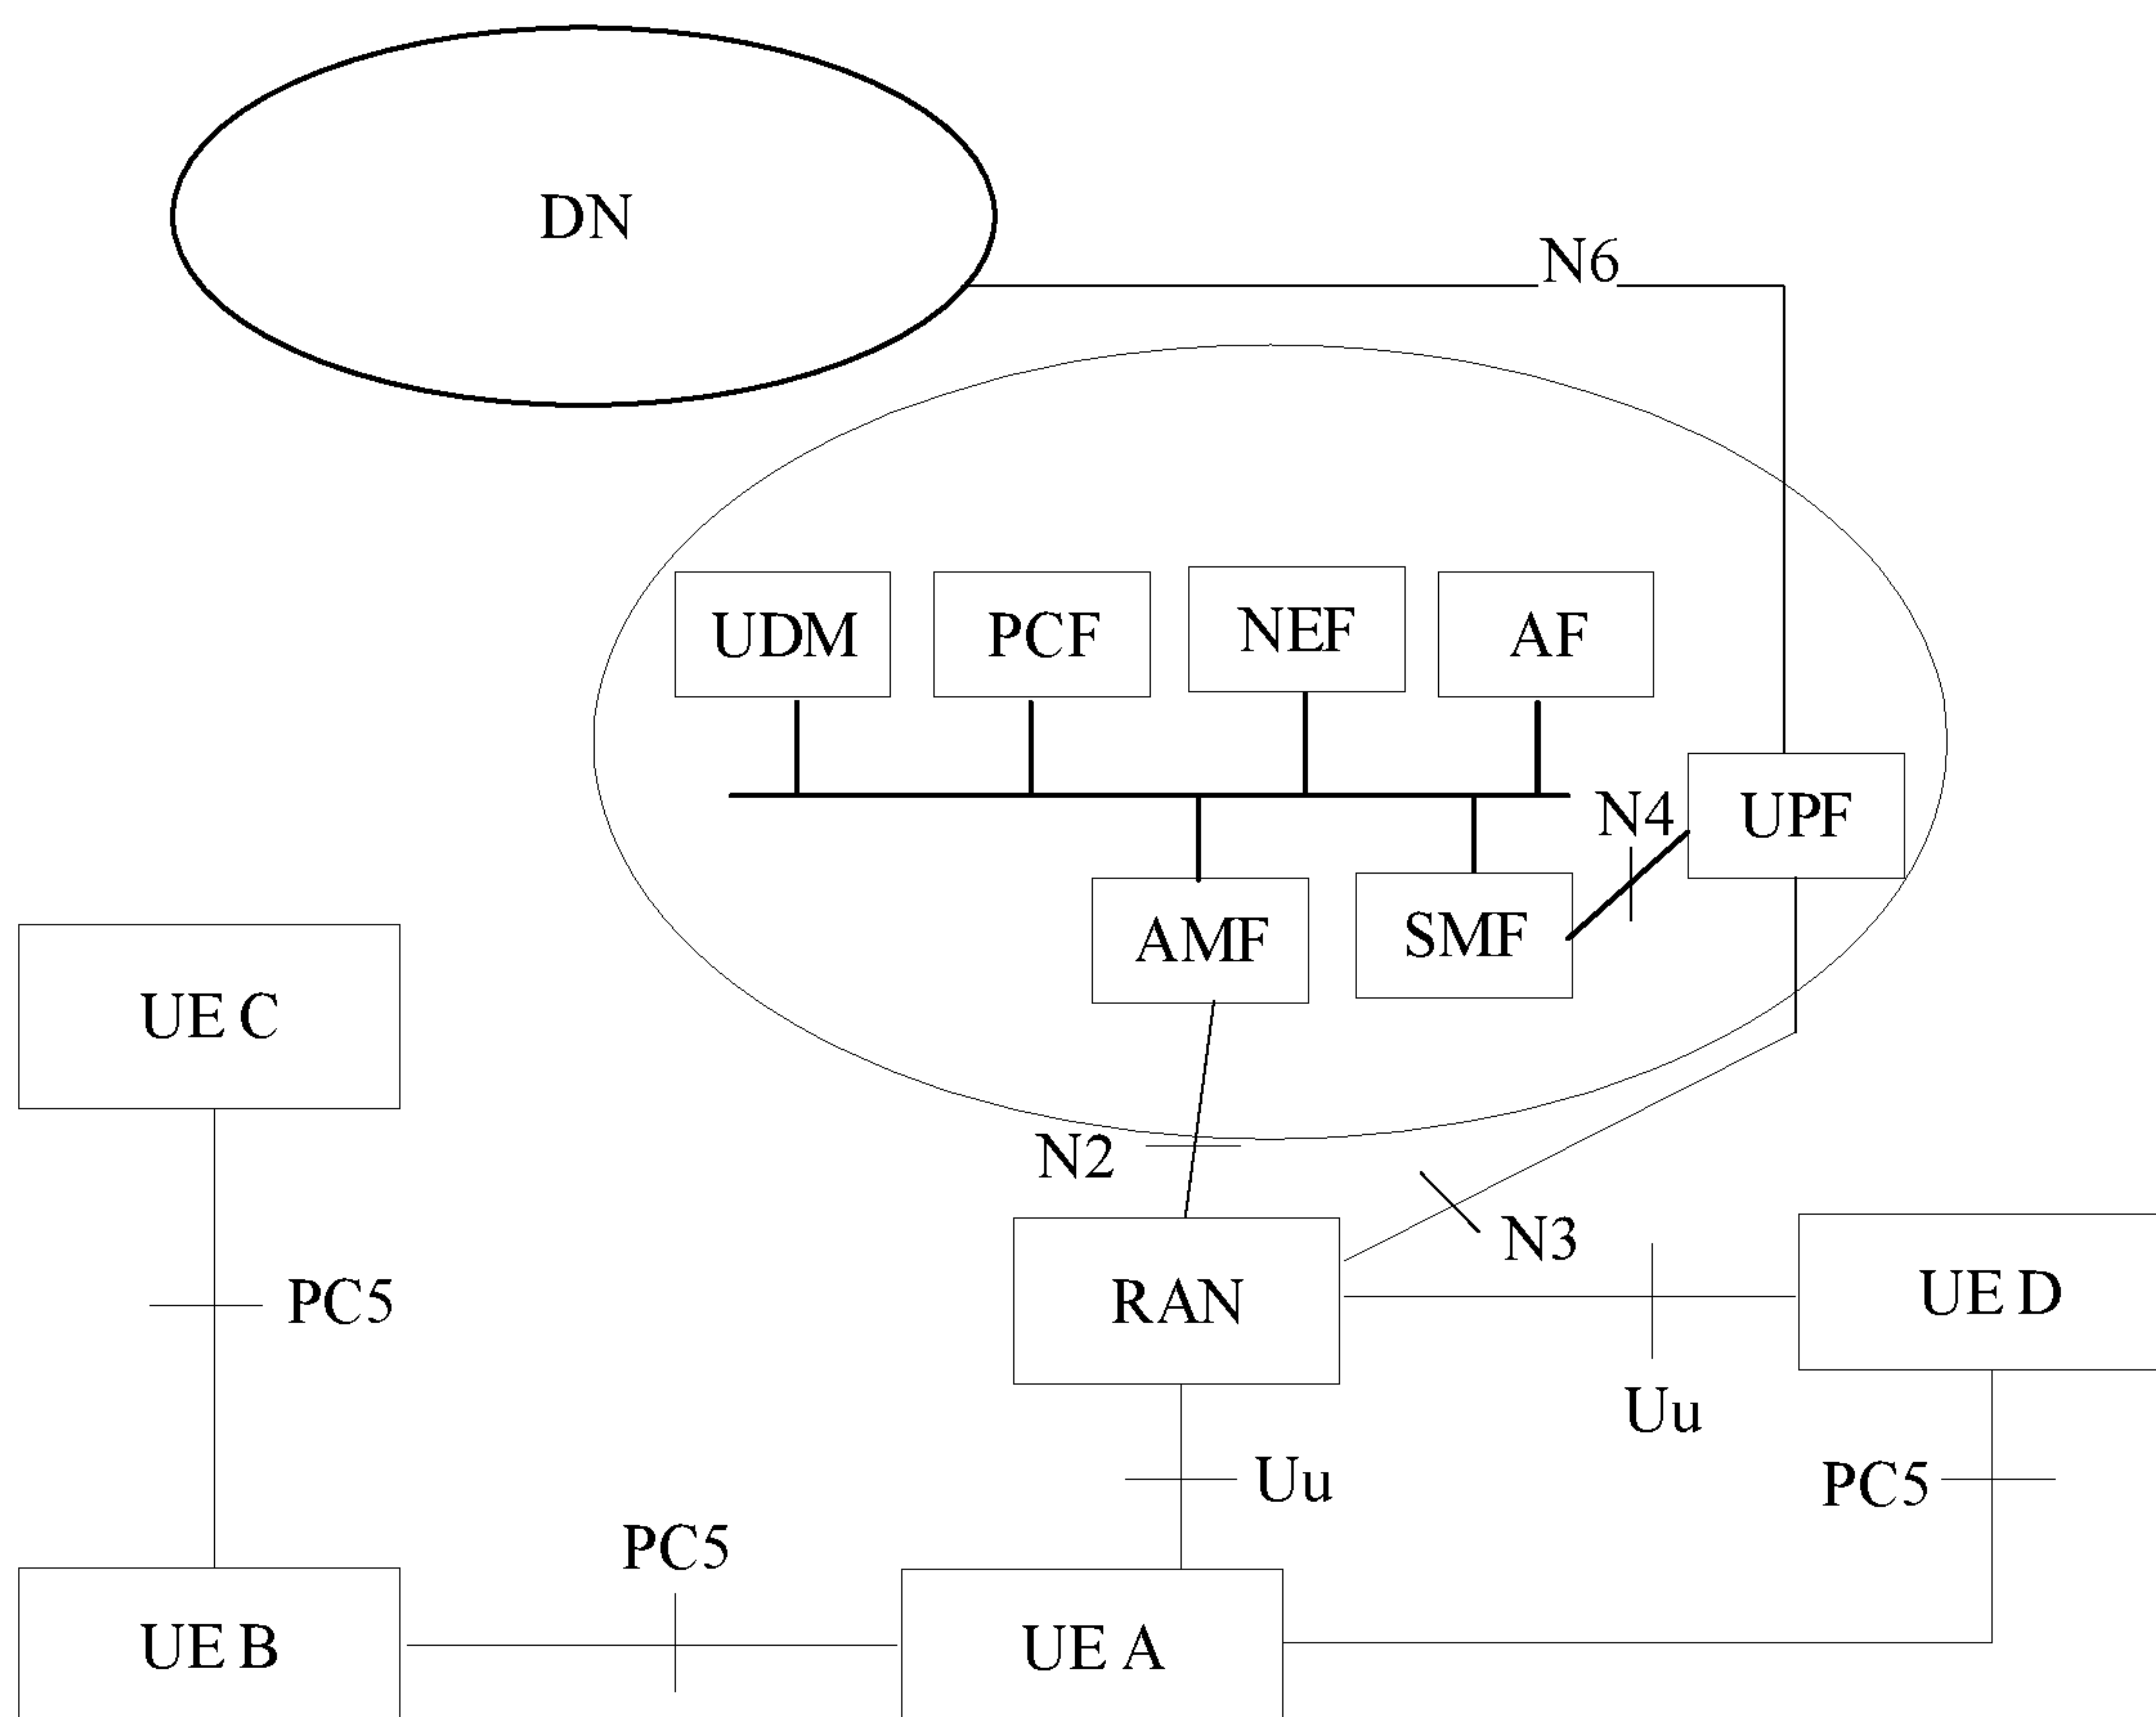 DN
N6
UDM
PCF
NEF
AF
N4
UPF
AMF
SMF
UE C
N2
N3
PC5
RAN
UE D
Uu
Uu
PC5
PC5
UE B
UE A